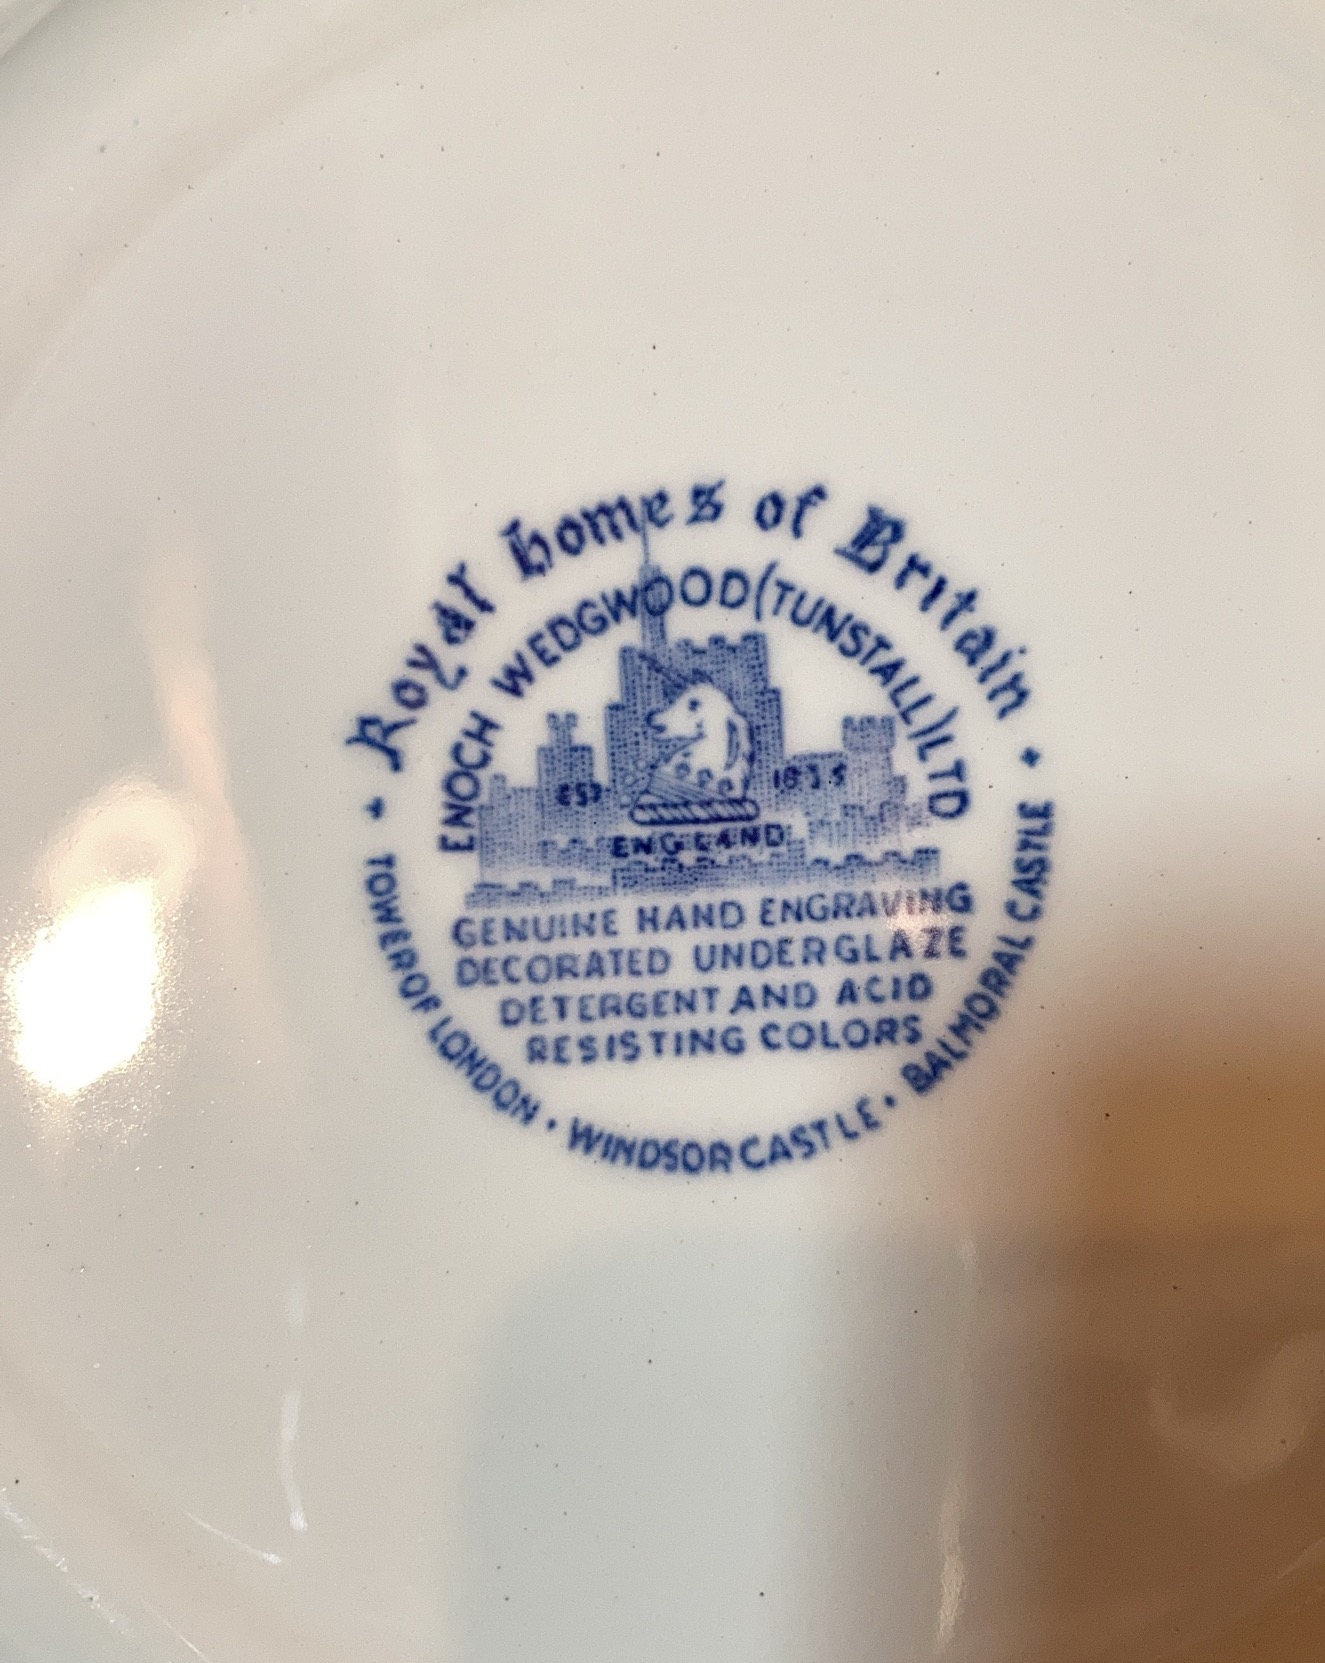 Royal homes of Britain
ENOCH WEDGWOOD (TUNSTALL) LTD
ESTD 1835
ENGLAND
GENUINE HAND ENGRAVING
DECORATED UNDERGLAZE
DETERGENT AND ACID
RESISTING COLORS
TOWER OF LONDON · WINDSOR CASTLE · BALMORAL CASTLE